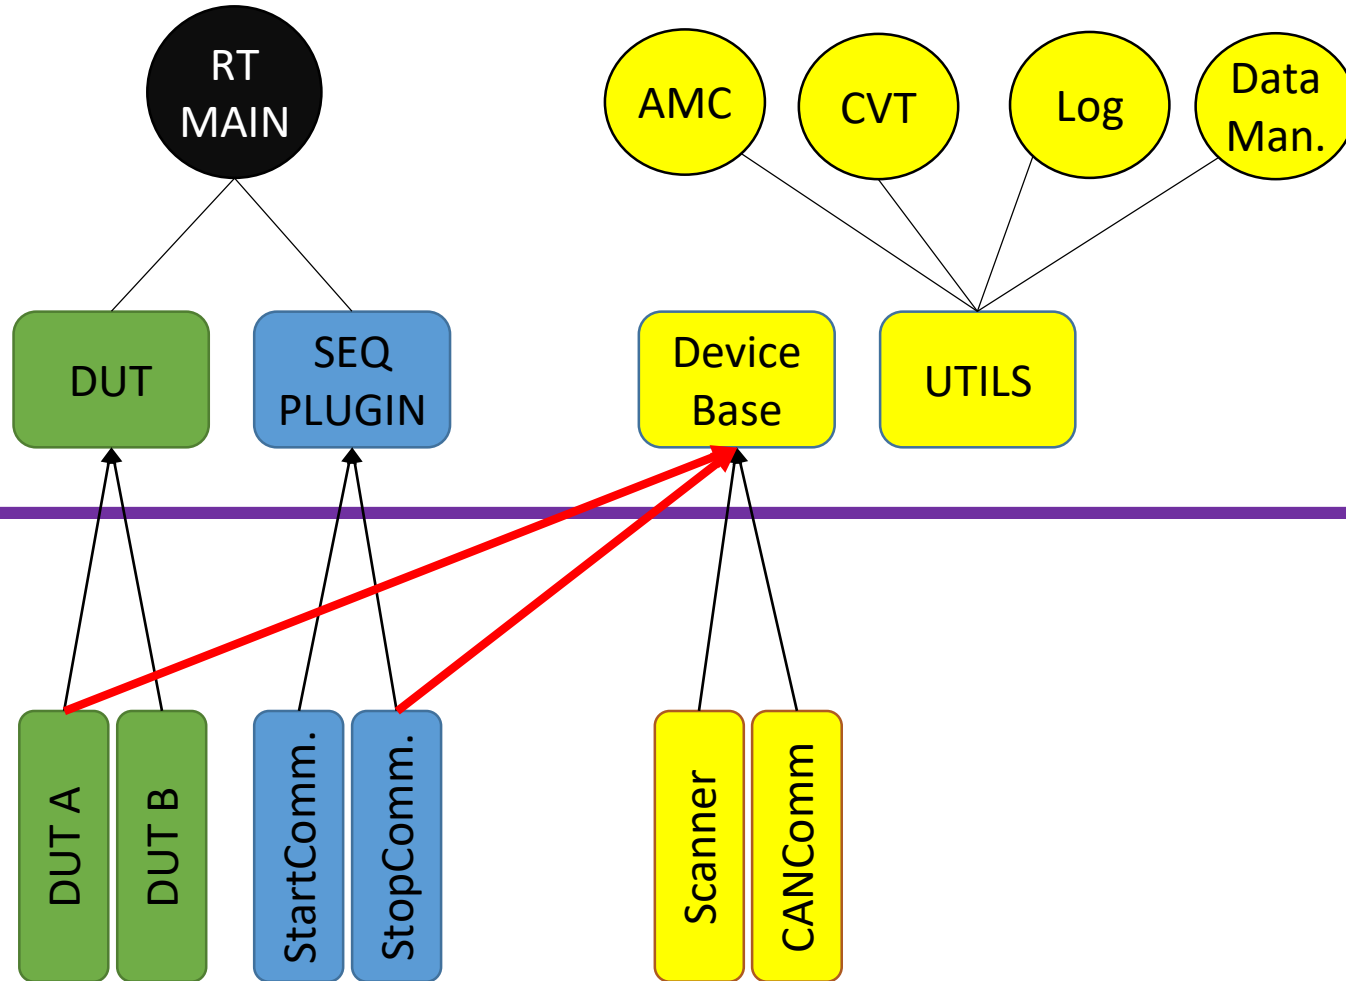 RT
MAIN
AMC
CVT
Log
Data
Man.
DUT
SEQ
PLUGIN
Device
Base
UTILS
DUT A
DUT B
StartComm.
StopComm.
Scanner
CANComm